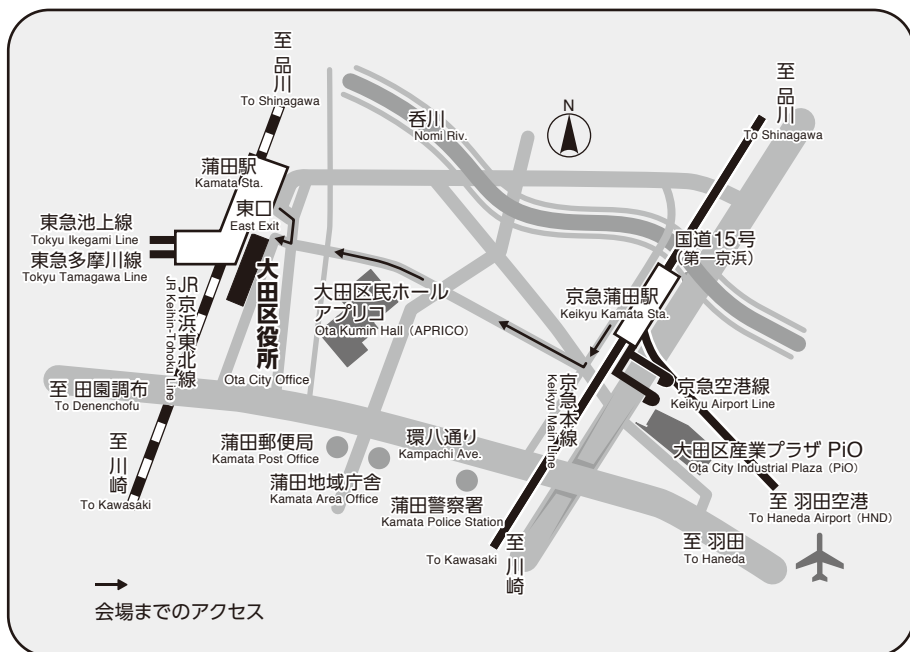 至 品川
To Shinagawa
N
至 品川
To Shinagawa
呑川
Nomi Riv.
蒲田駅
Kamata Sta.
東口
East Exit
東急池上線
Tokyu Ikegami Line
東急多摩川線
Tokyu Tamagawa Line
JR京浜東北線
JR Keihin-Tohoku Line
大田区役所
Ota City Office
大田区民ホール
アプリコ
Ota Kumin Hall（APRICO）
国道15号
（第一京浜）
京急蒲田駅
Keikyu Kamata Sta.
京急本線
Keikyu Main Line
京急空港線
Keikyu Airport Line
至 田園調布
To Denenchofu
至 川崎
To Kawasaki
蒲田郵便局
Kamata Post Office
環八通り
Kampachi Ave.
蒲田地域庁舎
Kamata Area Office
蒲田警察署
Kamata Police Station
大田区産業プラザ PiO
Ota City Industrial Plaza（PiO）
至 羽田空港
To Haneda Airport（HND）
至 羽田
To Haneda
To Kawasaki
至 川崎
会場までのアクセス